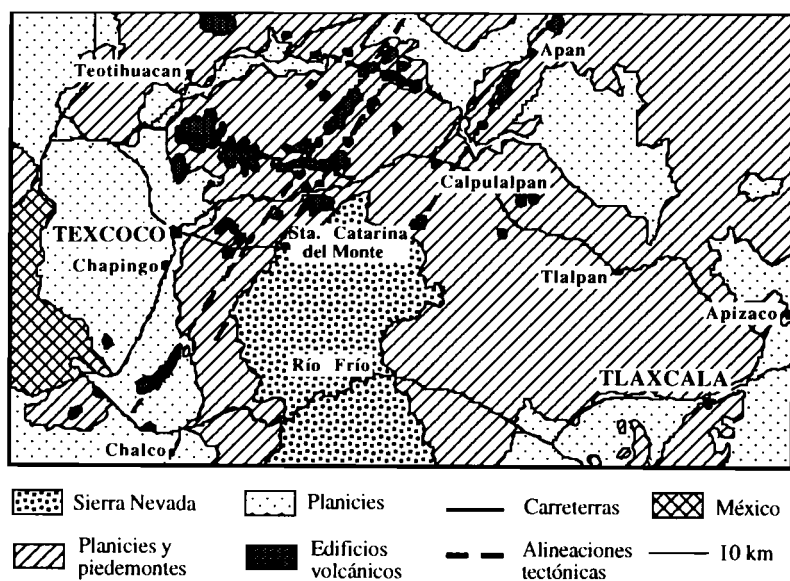 Teotihuacan
Apan
Calpulalpan
TEXCOCO
Sta. Catarina
del Monte
Chapingo
Tlalpan
Apizaco
Río Frío
TLAXCALA
Chalco
Sierra Nevada
Planicies
Carreterras
México
Planicies y
piedemontes
Edificios
volcánicos
Alineaciones
tectónicas
10 km